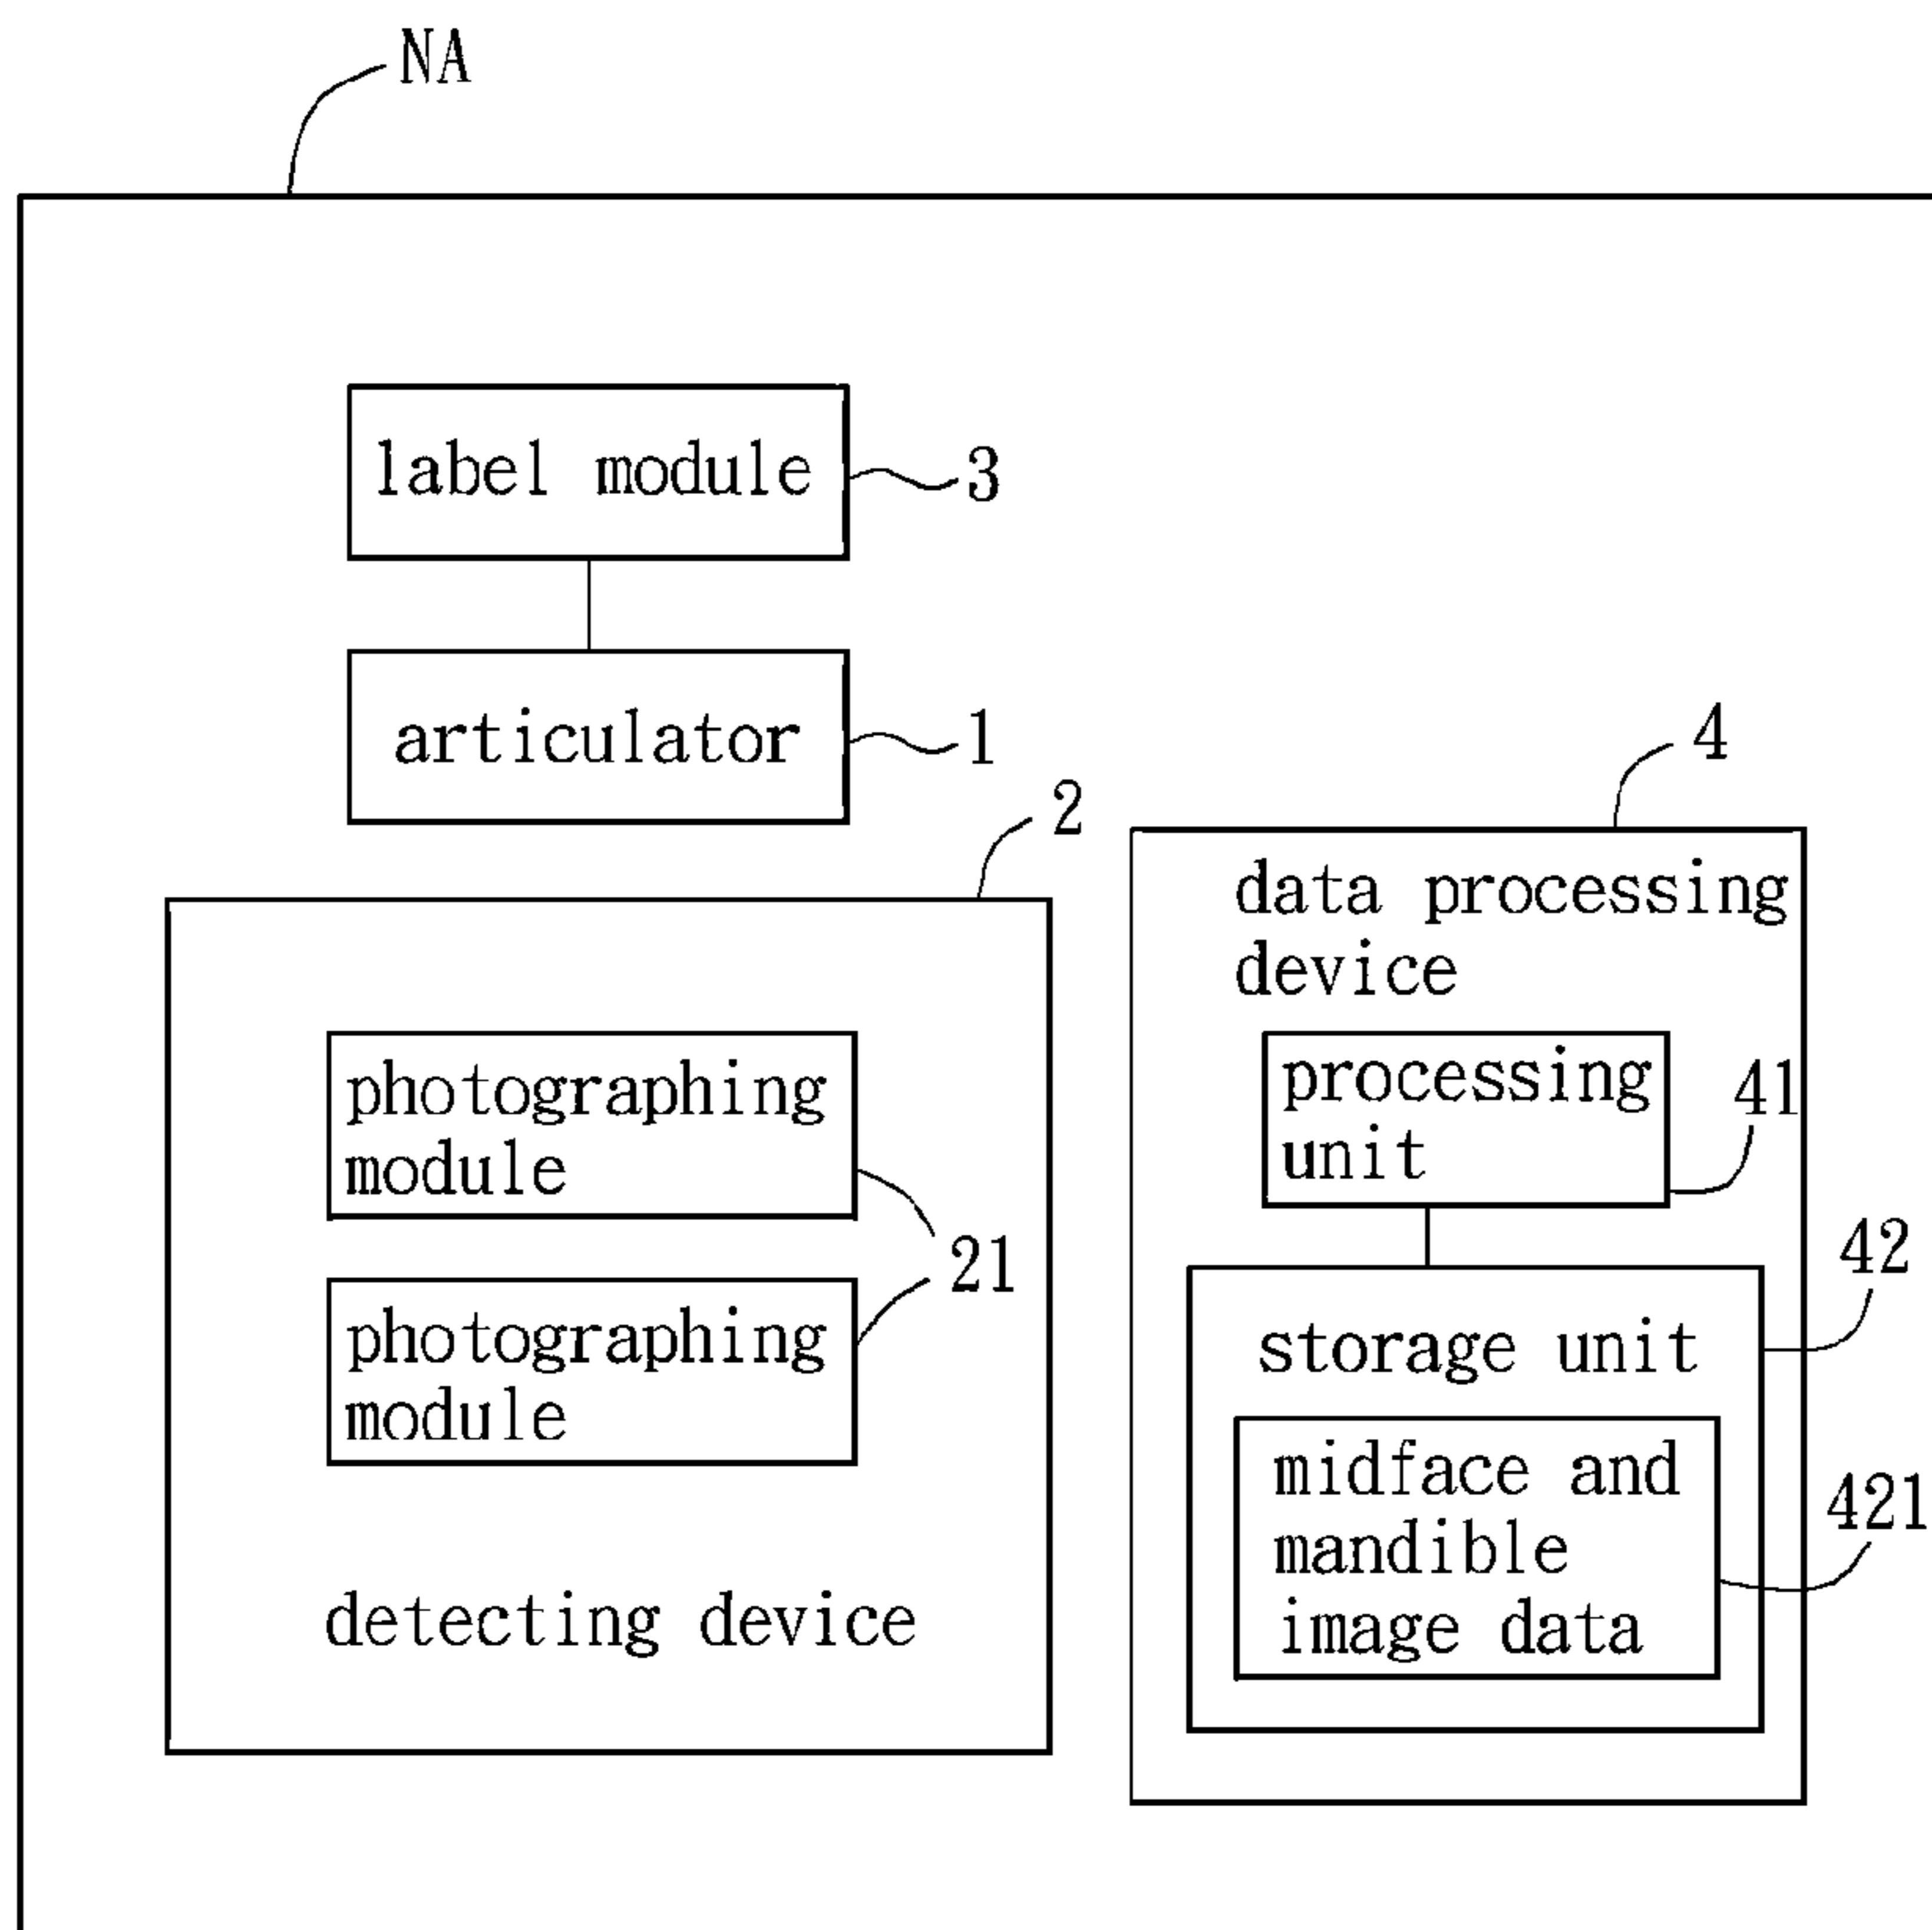 NA
label module
3
articulator
1
2
4
data processing
device
photographing
module
processing
unit
41
21
photographing
module
42
storage unit
midface and
mandible
image data
421
detecting device